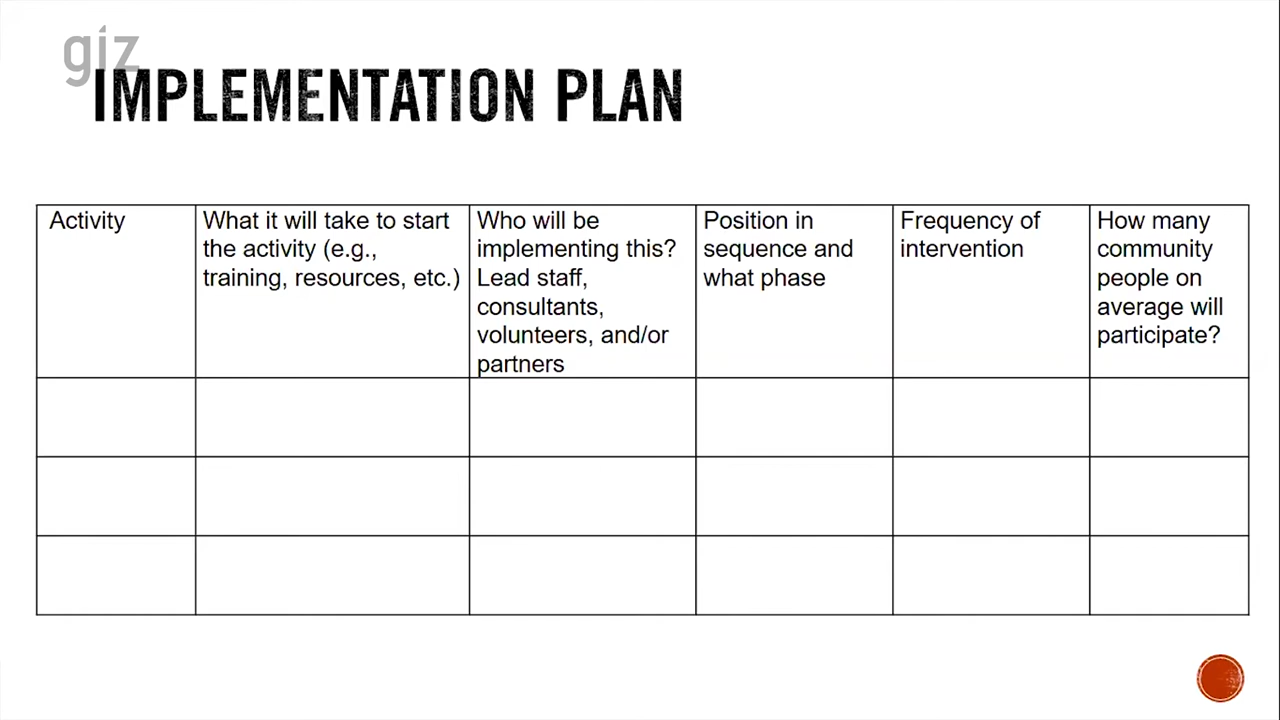 giz
IMPLEMENTATION PLAN
Activity
What it will take to start
the activity (e.g.,
training, resources, etc.)
Who will be
implementing this?
Lead staff,
consultants,
volunteers, and/or
partners
Position in
sequence and
what phase
Frequency of
intervention
How many
community
people on
average will
participate?